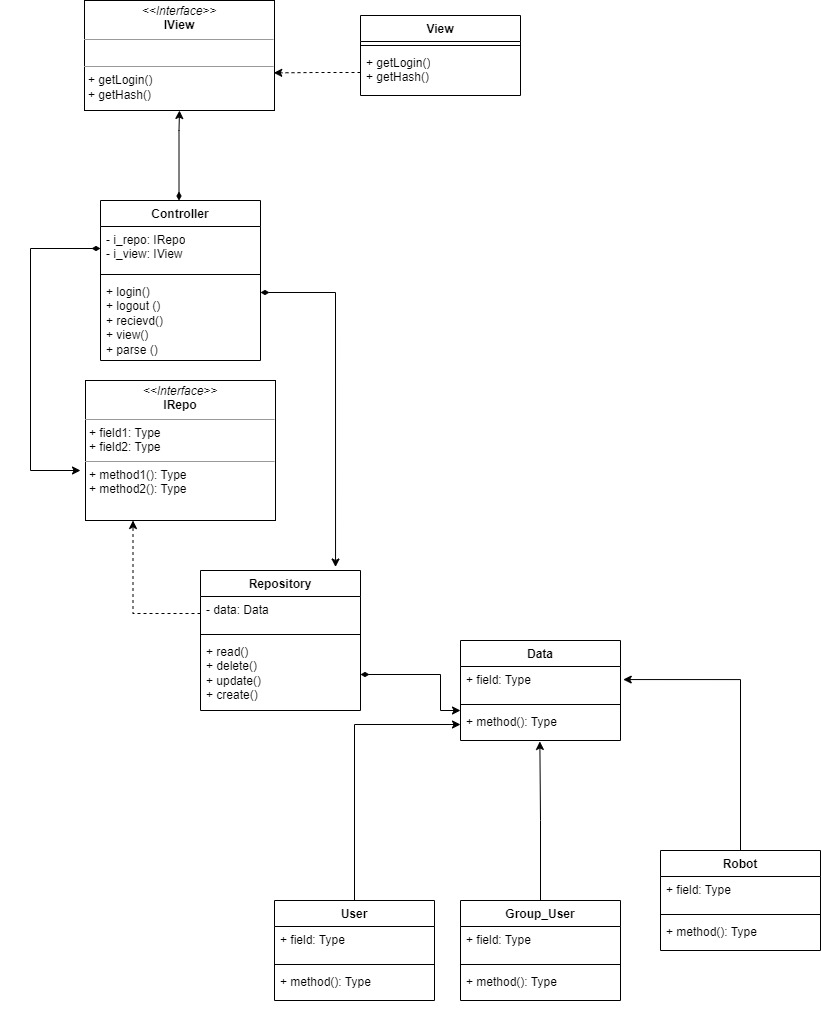 <<Interface>>
IView
+ getLogin()
+ getHash()
View
+ getLogin()
+ getHash()
Controller
- i_repo: IRepo
- i_view: IView
+ login()
+ logout ()
+ recievd()
+ view()
+ parse ()
<<Interface>>
IRepo
+ field1: Type
+ field2: Type
+ method1(): Type
+ method2(): Type
Repository
- data: Data
+ read()
+ delete()
+ update()
+ create()
Data
+ field: Type
+ method(): Type
Robot
+ field: Type
+ method(): Type
User
+ field: Type
+ method(): Type
Group_User
+ field: Type
+ method(): Type